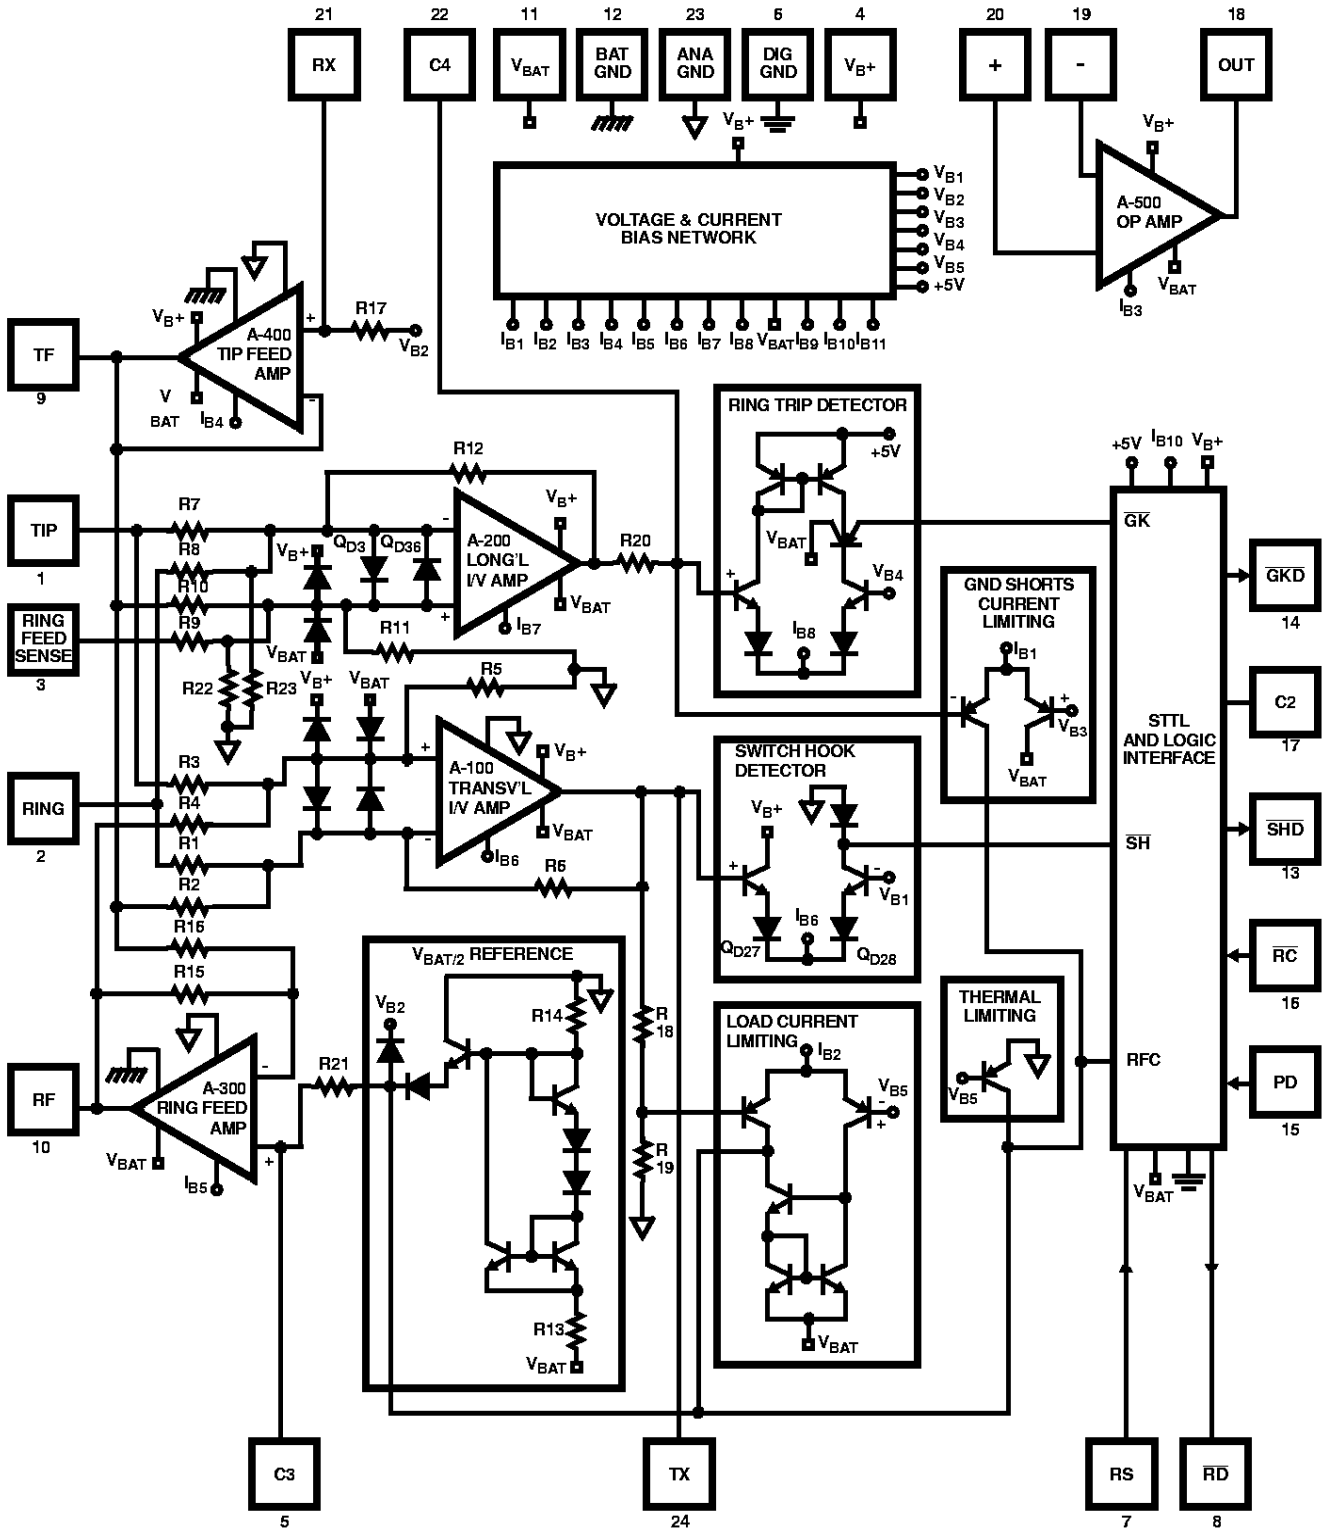 21 22 11 12 23 6 4 20 19 18
RX C4 VBAT BAT GND ANA GND DIG GND VB+ + - OUT
VB+
VOLTAGE & CURRENT
BIAS NETWORK
VB1
VB2
VB3
VB4
VB5
+5V
IB1 IB2 IB3 IB4 IB5 IB6 IB7 IB8 VBAT IB9 IB10 IB11
VB+
A-500
OP AMP
VBAT
IB3
TF
9
VB+
A-400
TIP FEED
AMP
+
-
V
BAT
IB4
R17
VB2
TIP
1
RING
FEED
SENSE
3
R7
R8
R10
R9
R22
R23
R12
VB+
VBAT
QD3
QD36
-
+
A-200
LONG'L
I/V AMP
VB+
VBAT
IB7
R20
R11
R5
RING TRIP DETECTOR
+5V
VBAT
+
VB4
IB8
GND SHORTS
CURRENT
LIMITING
IB1
-
+
VB3
VBAT
+5V IB10 VB+
GK
STTL
AND LOGIC
INTERFACE
SH
RFC
VBAT
GKD
14
C2
17
SHD
13
RC
16
PD
15
RING
2
R3
R4
R1
R2
R16
R15
VB+
VBAT
+
-
A-100
TRANSV'L
I/V AMP
VB+
VBAT
IB6
R6
SWITCH HOOK
DETECTOR
VB+
+
-
VB1
IB6
QD27
QD28
VBAT/2 REFERENCE
VB2
R14
R13
VBAT
R
18
R
19
LOAD CURRENT
LIMITING
IB2
VB5
-
+
VBAT
THERMAL
LIMITING
VB5
RF
10
A-300
RING FEED
AMP
-
+
VBAT
IB5
R21
C3
5
TX
24
RS
7
RD
8